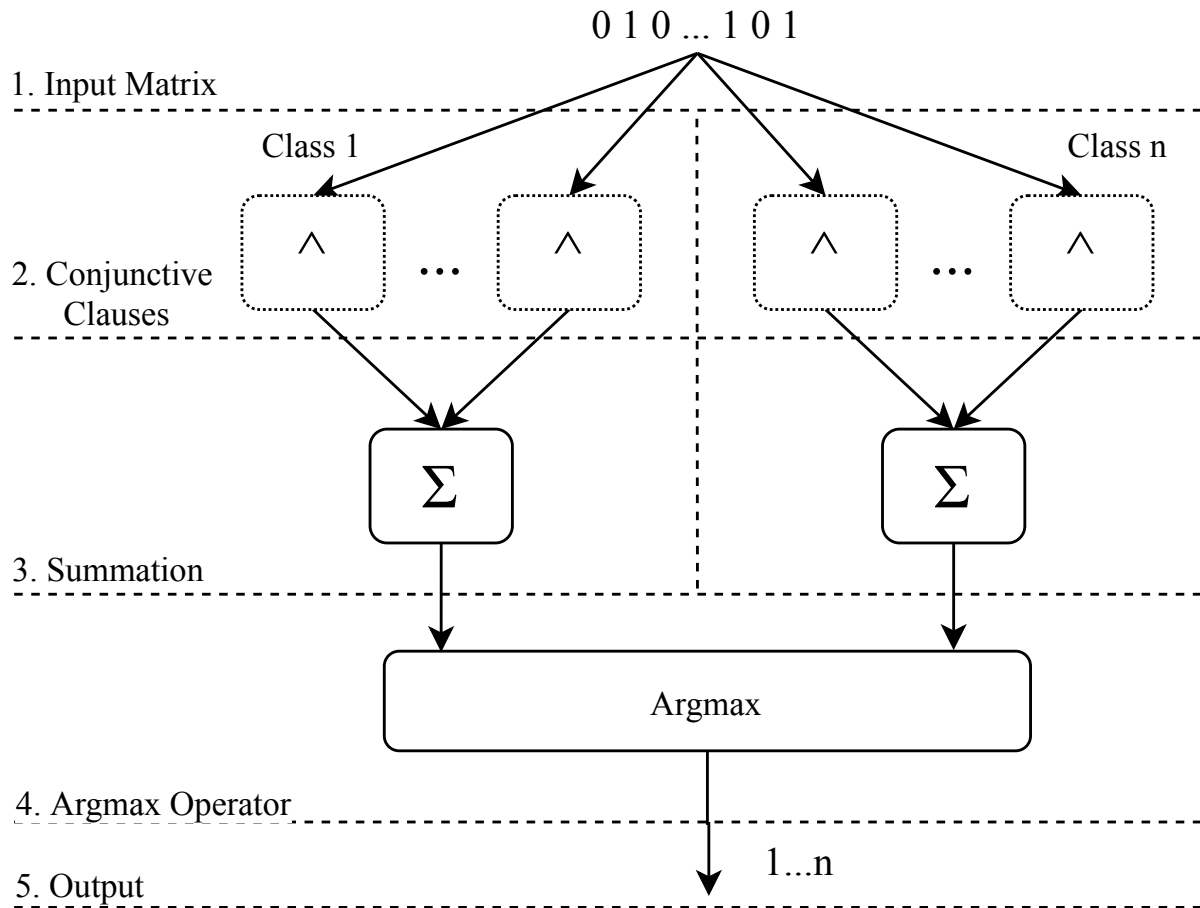 0 1 0 ... 1 0 1
1. Input Matrix
Class 1
Class n
^ ... ^ ^ ... ^
2. Conjunctive
Clauses
Σ Σ
3. Summation
Argmax
4. Argmax Operator
1...n
5. Output